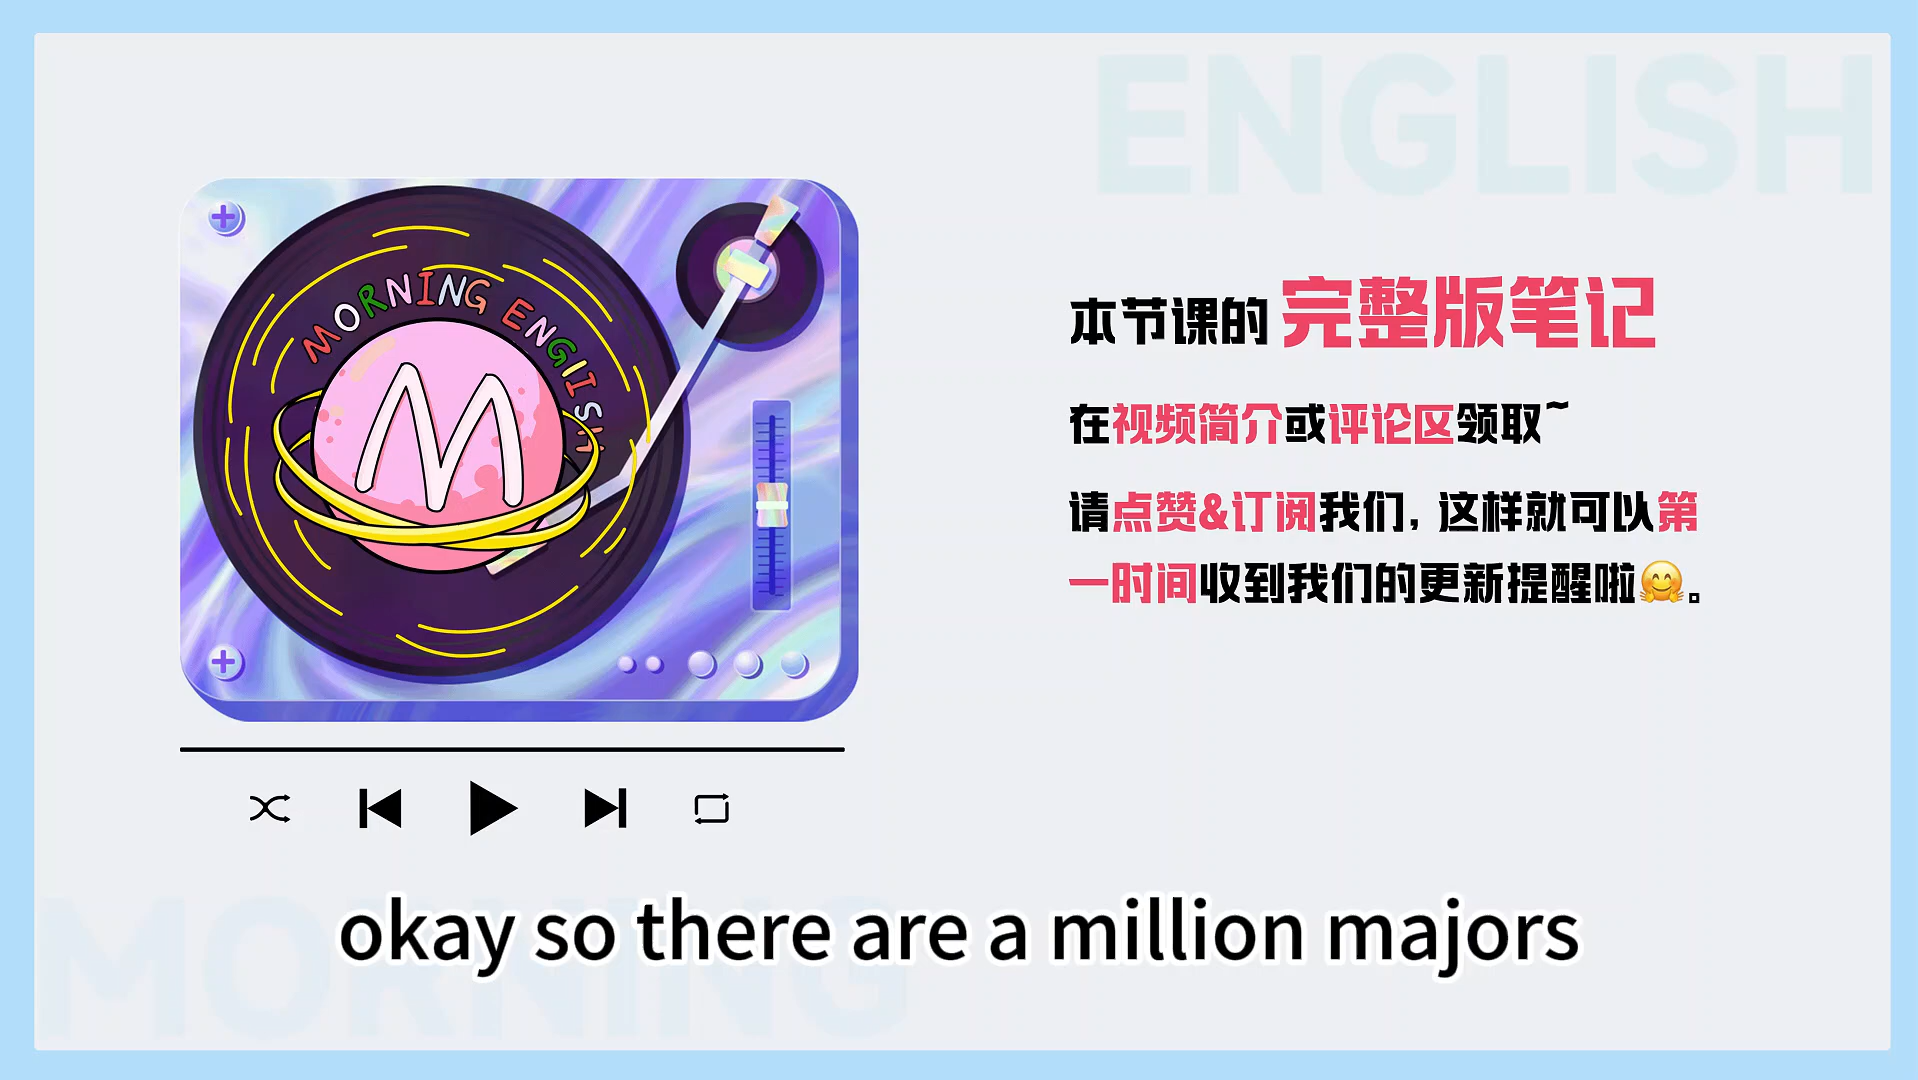 ENGLISH
MORNING ENGLISH
M
本节课的 完整版笔记
在视频简介或评论区领取~
请点赞&订阅我们，这样就可以第
一时间收到我们的更新提醒啦🤗。
MORNING
okay so there are a million majors